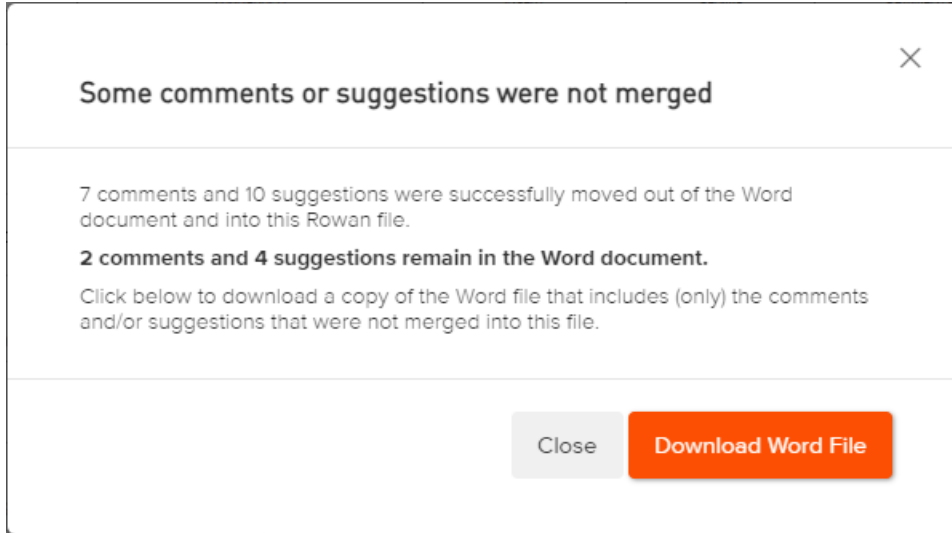 Some comments or suggestions were not merged
7 comments and 10 suggestions were successfully moved out of the Word
document and into this Rowan file.
2 comments and 4 suggestions remain in the Word document.
Click below to download a copy of the Word file that includes (only) the comments
and/or suggestions that were not merged into this file.
Close
Download Word File